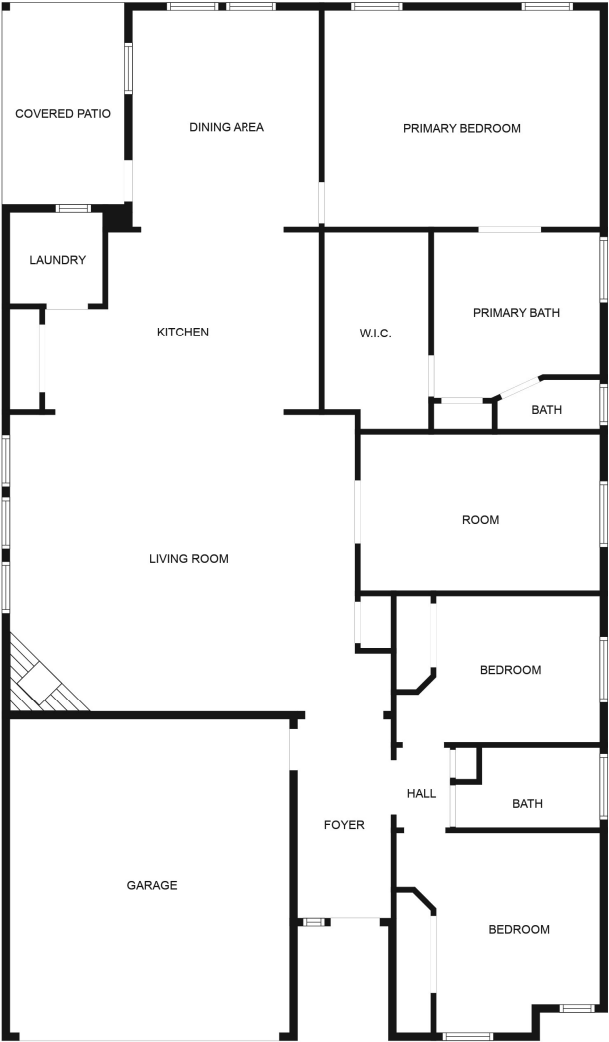 COVERED PATIO
DINING AREA
PRIMARY BEDROOM
LAUNDRY
KITCHEN
W.I.C.
PRIMARY BATH
BATH
ROOM
LIVING ROOM
BEDROOM
HALL
BATH
FOYER
GARAGE
BEDROOM